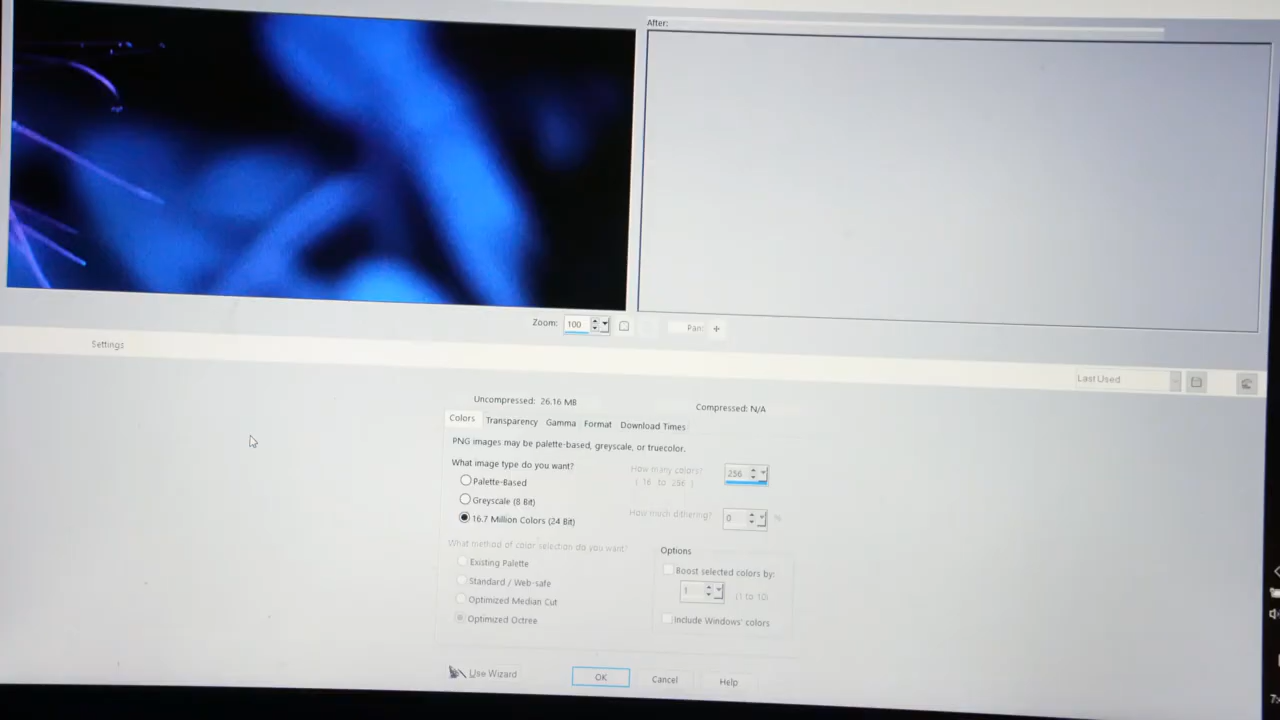 After:
Zoom: 100
Pan:
Settings
Last Used
Uncompressed: 26.16 MB
Compressed: N/A
Colors Transparency Gamma Format Download Times
PNG images may be palette-based, greyscale, or truecolor.
What image type do you want?
Palette-Based
Greyscale (8 Bit)
16.7 Million Colors (24 Bit)
How many colors? 256
( 16 to 256 )
How much dithering? 0 %
What method of color selection do you want?
Existing Palette
Standard / Web-safe
Optimized Median Cut
Optimized Octree
Options
Boost selected colors by:
1 (1 to 10)
Include Windows' colors
Use Wizard
OK
Cancel
Help